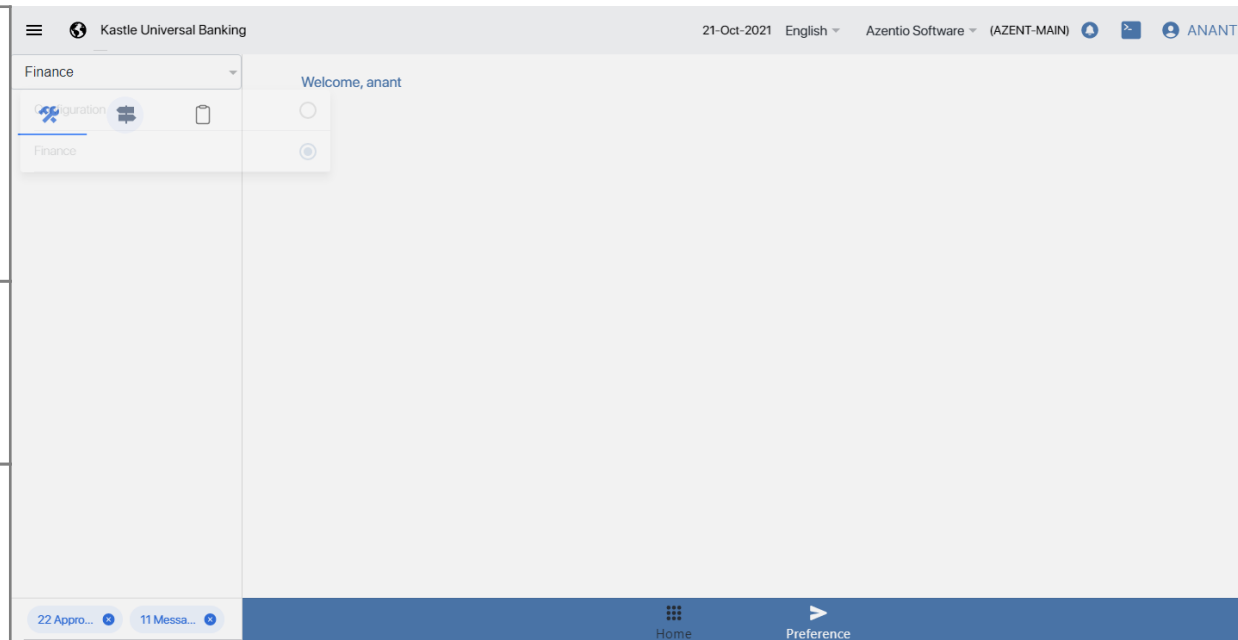 Kastle Universal Banking
21-Oct-2021 English Azentio Software (AZENT-MAIN) ANANT
Finance
Welcome, anant
Configuration
Finance
22 Appro... 11 Messa...
Home Preference